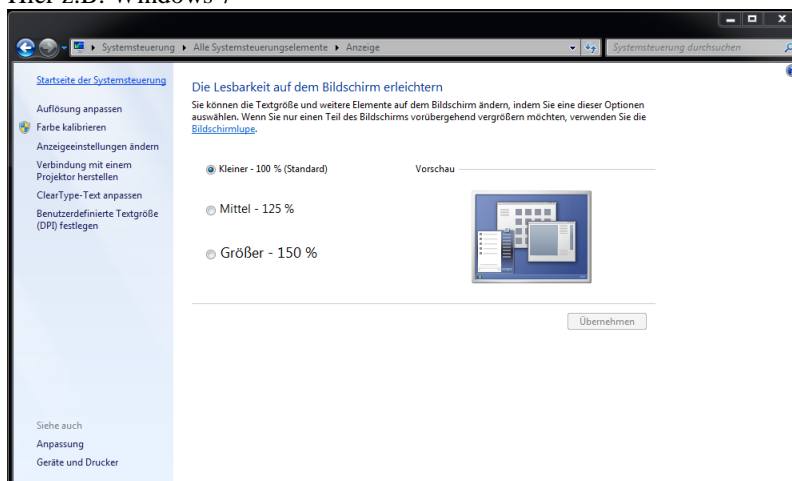 Hier z.B. Windows 7
Systemsteuerung Alle Systemsteuerungselemente Anzeige
Systemsteuerung durchsuchen
Startseite der Systemsteuerung
Auflösung anpassen
Farbe kalibrieren
Anzeigeeinstellungen ändern
Verbindung mit einem
Projektor herstellen
ClearType-Text anpassen
Benutzerdefinierte Textgröße
(DPI) festlegen
Siehe auch
Anpassung
Geräte und Drucker
Die Lesbarkeit auf dem Bildschirm erleichtern
Sie können die Textgröße und weitere Elemente auf dem Bildschirm ändern, indem Sie eine dieser Optionen
auswählen. Wenn Sie nur einen Teil des Bildschirms vorübergehend vergrößern möchten, verwenden Sie die
Bildschirmlupe.
Kleiner - 100 % (Standard)
Vorschau
Mittel - 125 %
Größer - 150 %
Übernehmen